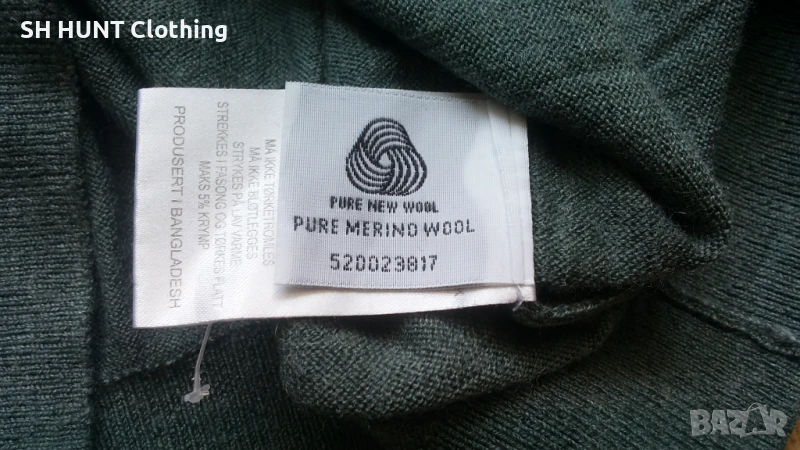 SH HUNT Clothing
PURE NEW WOOL
PURE MERINO WOOL
520023817
MÅ IKKE TØRKETROMLES
MÅ IKKE BLØTLEGGES
STRYKES PÅ LAV VARME
STREKKES I FASONG OG TØRKES FLATT
MAKS 5% KRYMP
PRODUSERT I BANGLADESH
BAZAR